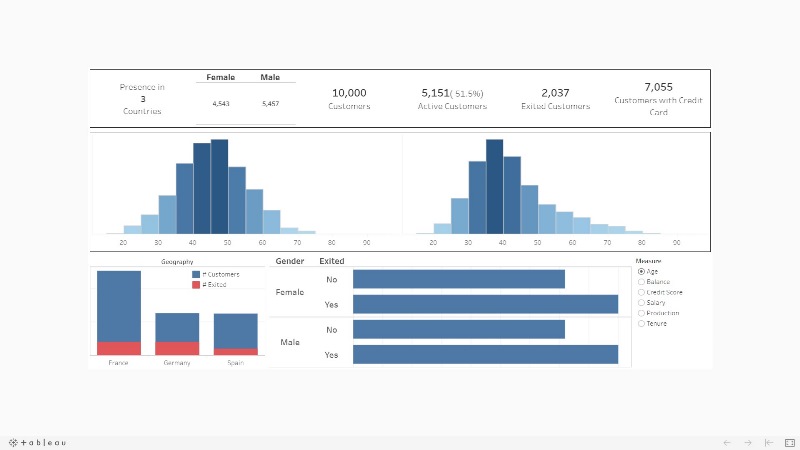 Presence in
3
Countries
Female Male
4,543 5,457
10,000
Customers
5,151( 51.5%)
Active Customers
2,037
Exited Customers
7,055
Customers with Credit
Card
20 30 40 50 60 70 80 90
20 30 40 50 60 70 80 90
Geography
# Customers
# Exited
France Germany Spain
Gender Exited
Female
No
Yes
Male
No
Yes
Measure
Age
Balance
Credit Score
Salary
Production
Tenure
+ableau